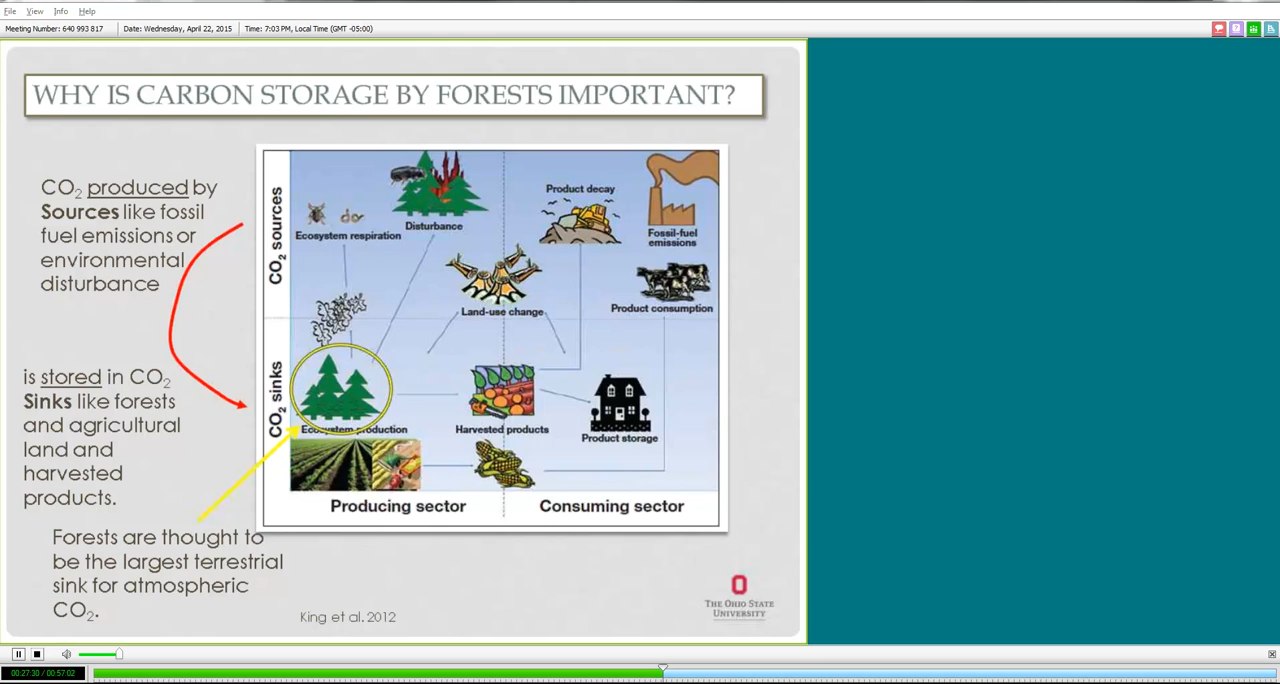 File View Info Help
Meeting Number: 640 993 817 Date: Wednesday, April 22, 2015 Time: 7:03 PM, Local Time (GMT -05:00)
WHY IS CARBON STORAGE BY FORESTS IMPORTANT?
CO₂ produced by
Sources like fossil
fuel emissions or
environmental
disturbance
is stored in CO₂
Sinks like forests
and agricultural
land and
harvested
products.
Forests are thought to
be the largest terrestrial
sink for atmospheric
CO₂.
CO₂ sources
Ecosystem respiration
Disturbance
Product decay
Fossil-fuel
emissions
Land-use change
Product consumption
CO₂ sinks
Ecosystem production
Harvested products
Product storage
Producing sector
Consuming sector
King et al. 2012
THE OHIO STATE
UNIVERSITY
00:27:30 / 00:57:02